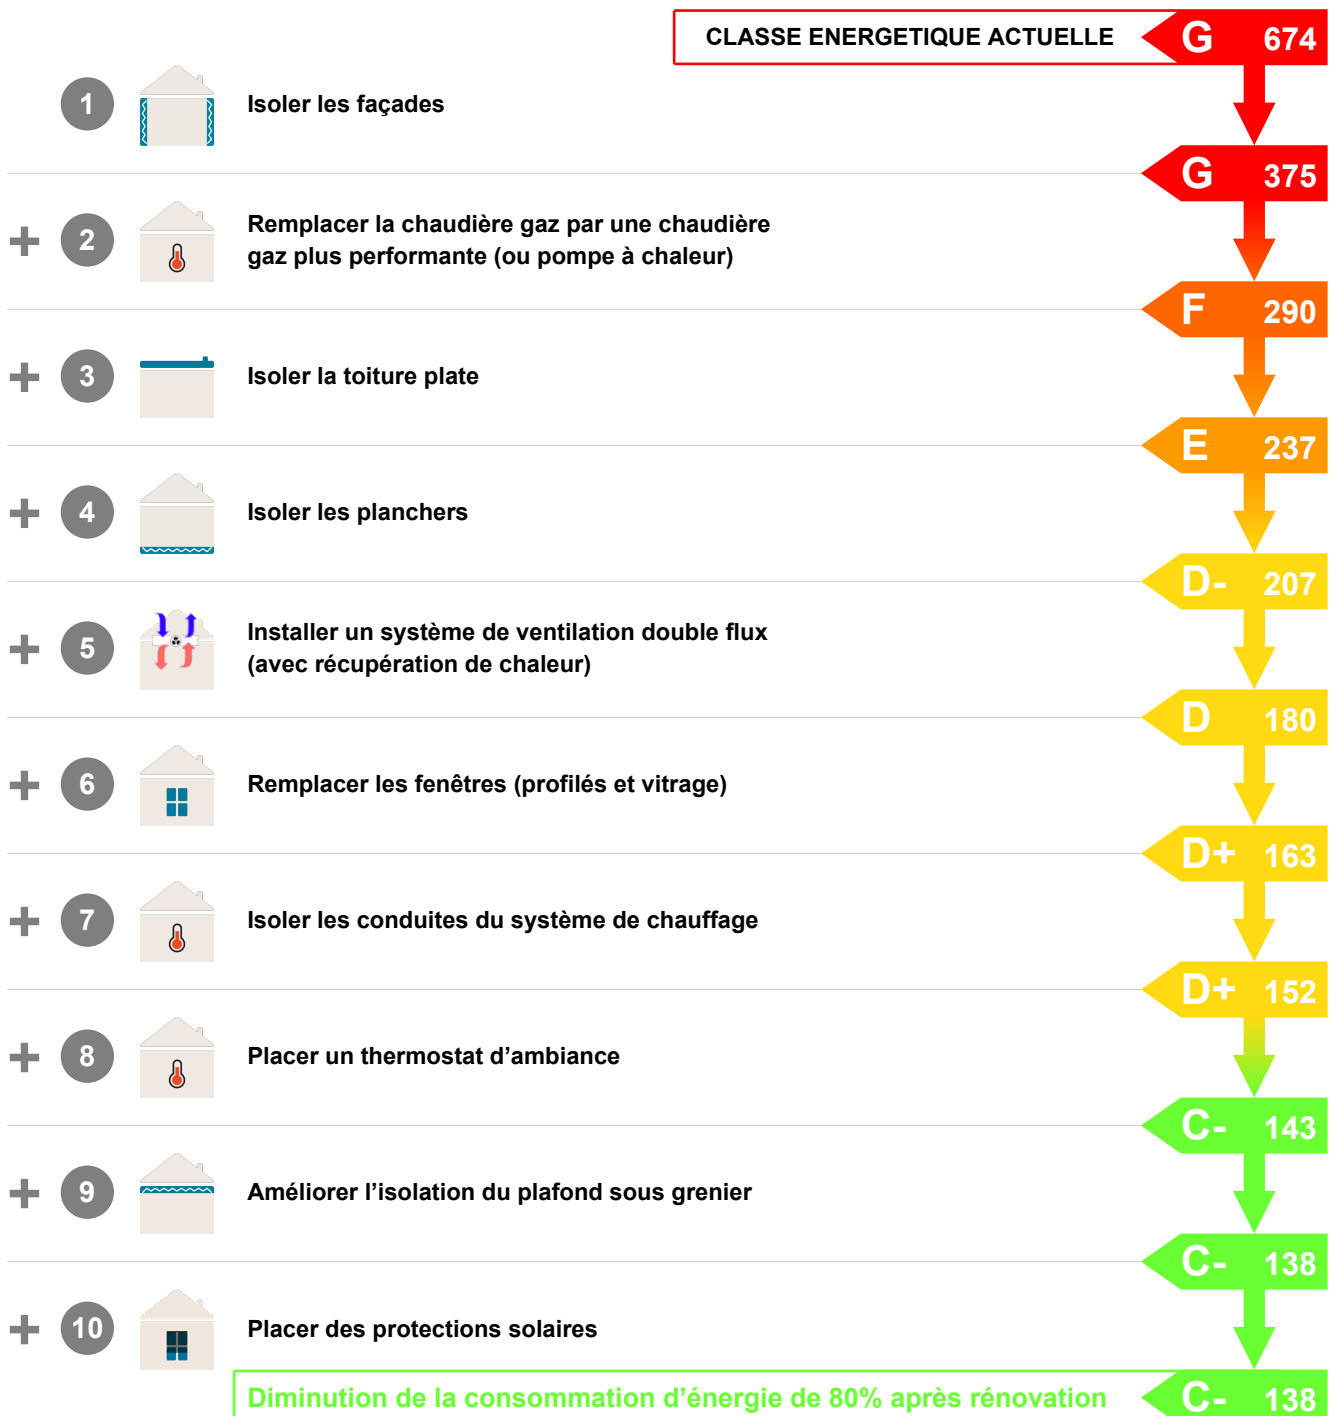 CLASSE ENERGETIQUE ACTUELLE G 674
1 Isoler les façades
G 375
+ 2 Remplacer la chaudière gaz par une chaudière
gaz plus performante (ou pompe à chaleur)
F 290
+ 3 Isoler la toiture plate
E 237
+ 4 Isoler les planchers
D- 207
+ 5 Installer un système de ventilation double flux
(avec récupération de chaleur)
D 180
+ 6 Remplacer les fenêtres (profilés et vitrage)
D+ 163
+ 7 Isoler les conduites du système de chauffage
D+ 152
+ 8 Placer un thermostat d’ambiance
C- 143
+ 9 Améliorer l’isolation du plafond sous grenier
C- 138
+ 10 Placer des protections solaires
Diminution de la consommation d’énergie de 80% après rénovation C- 138